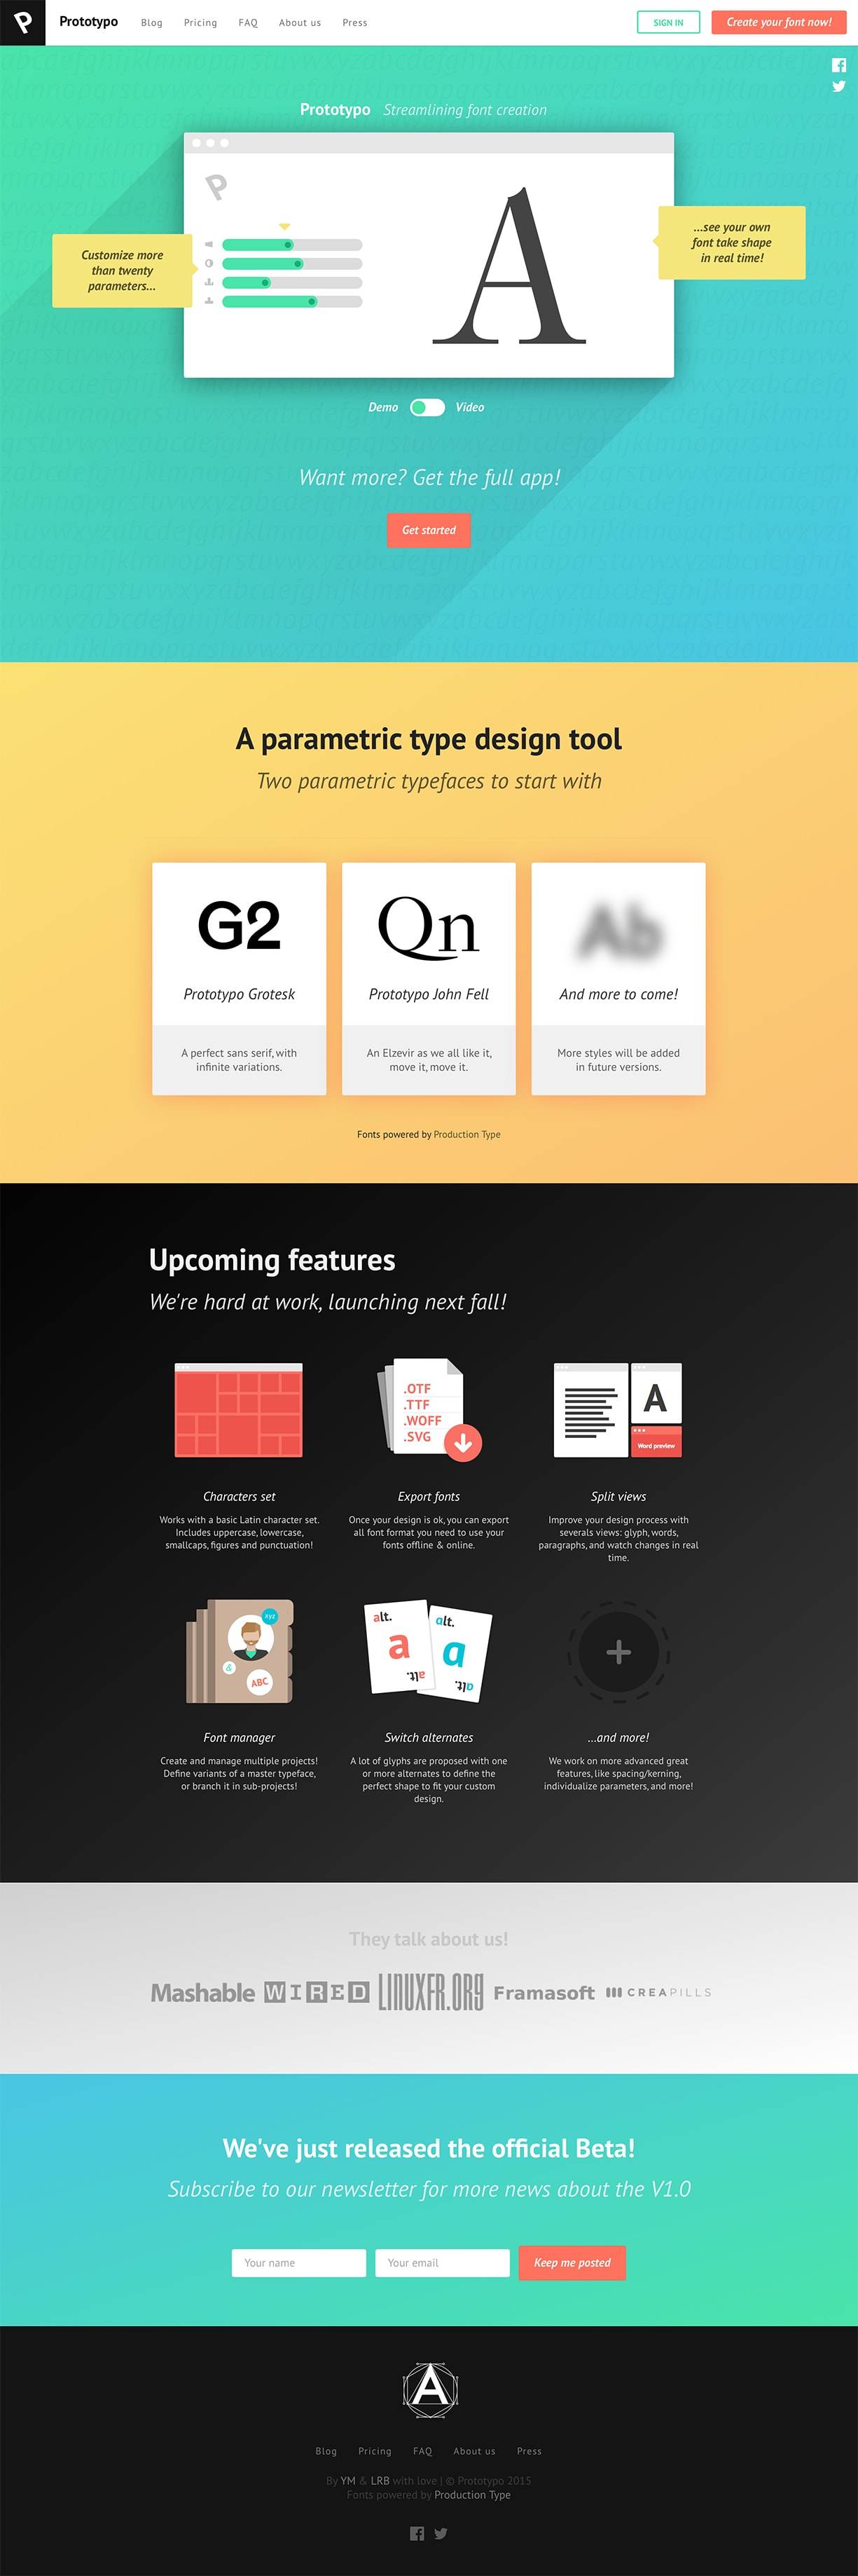 P Prototypo Blog Pricing FAQ About us Press SIGN IN Create your font now!
Prototypo Streamlining font creation
P
A
Customize more
than twenty
parameters...
...see your own
font take shape
in real time!
Demo Video
Want more? Get the full app!
Get started
A parametric type design tool
Two parametric typefaces to start with
G2
Prototypo Grotesk
A perfect sans serif, with
infinite variations.
Qn
Prototypo John Fell
An Elzevir as we all like it,
move it, move it.
Ab
And more to come!
More styles will be added
in future versions.
Fonts powered by Production Type
Upcoming features
We're hard at work, launching next fall!
Characters set
Works with a basic Latin character set.
Includes uppercase, lowercase,
smallcaps, figures and punctuation!
.OTF
.TTF
.WOFF
.SVG
Export fonts
Once your design is ok, you can export
all font format you need to use your
fonts offline & online.
A
Word preview
Split views
Improve your design process with
severals views: glyph, words,
paragraphs, and watch changes in real
time.
xyz
&
ABC
Font manager
Create and manage multiple projects!
Define variants of a master typeface,
or branch it in sub-projects!
alt.
a
alt.
alt.
a
alt.
Switch alternates
A lot of glyphs are proposed with one
or more alternates to define the
perfect shape to fit your custom
design.
+
...and more!
We work on more advanced great
features, like spacing/kerning,
individualize parameters, and more!
They talk about us!
Mashable WIRED LINUXFR.ORG Framasoft CREAPILLS
We've just released the official Beta!
Subscribe to our newsletter for more news about the V1.0
Your name Your email Keep me posted
A
Blog Pricing FAQ About us Press
By YM & LRB with love | © Prototypo 2015
Fonts powered by Production Type